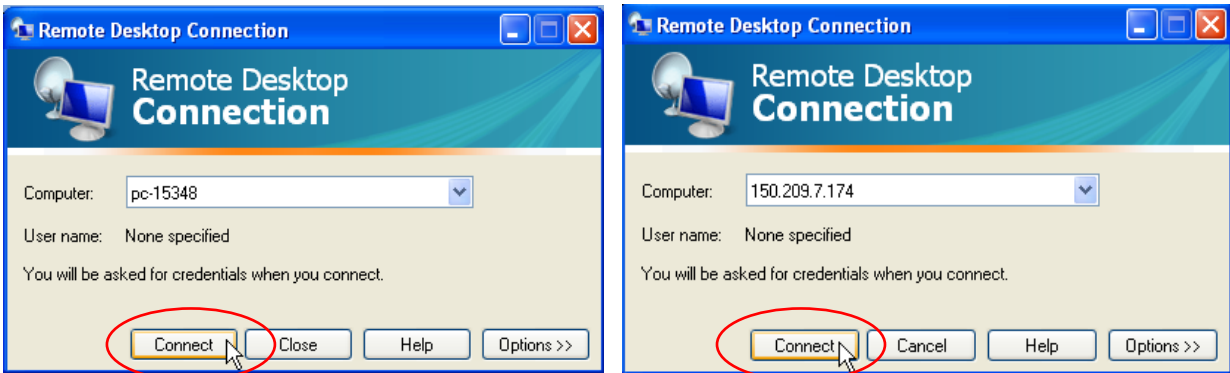 Remote Desktop Connection
Remote Desktop
Connection
Computer: pc-15348
User name: None specified
You will be asked for credentials when you connect.
Connect Close Help Options >>
Remote Desktop Connection
Remote Desktop
Connection
Computer: 150.209.7.174
User name: None specified
You will be asked for credentials when you connect.
Connect Cancel Help Options >>